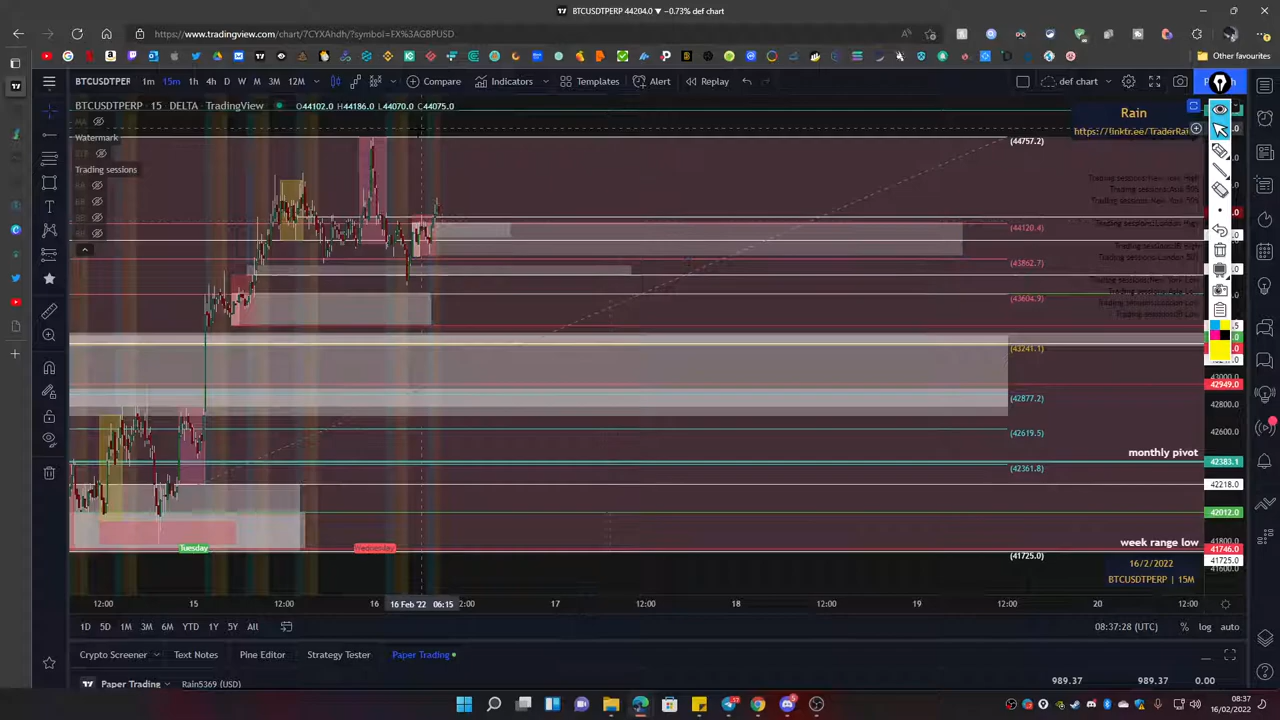 BTCUSDTPERP 44204.0 ▼ −0.73% def chart
https://www.tradingview.com/chart/7CYXAhdh/?symbol=FX%3AGBPUSD
Other favourites
BTCUSDTPERP 1m 15m 1h 4h D W M 3M 12M Compare Indicators Templates Alert Replay def chart
BTCUSDTPERP · 15 · DELTA · TradingView O44102.0 H44186.0 L44070.0 C44075.0
Rain
Watermark
(44757.2)
Trading sessions
(44120.4)
(43862.7)
(43604.9)
(43241.1)
43000.0
42949.0
(42877.2)
42800.0
(42619.5)
42600.0
monthly pivot
42383.1
(42361.8)
42218.0
42012.0
week range low
41800.0
41746.0
(41725.0)
41725.0
41600.0
Tuesday
Wednesday
16/2/2022
BTCUSDTPERP | 15M
12:00 15 12:00 16 16 Feb '22 06:15 2:00 17 12:00 18 12:00 19 12:00 20 12:00
1D 5D 1M 3M 6M YTD 1Y 5Y All 08:37:28 (UTC) % log auto
Crypto Screener Text Notes Pine Editor Strategy Tester Paper Trading
Paper Trading Rain5369 (USD) 989.37 989.37 0.00
08:37
16/02/2022